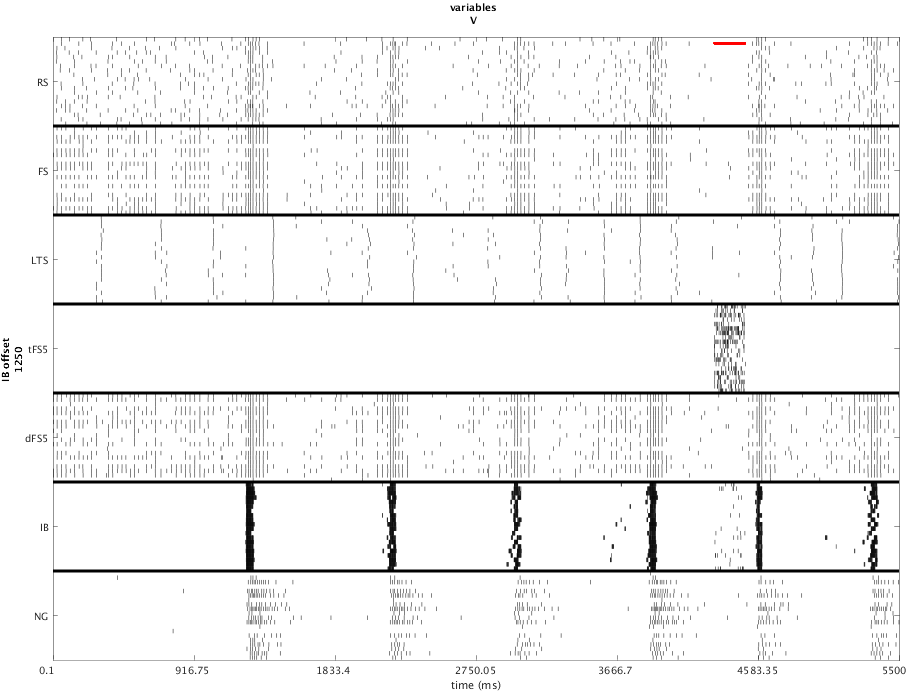 variables
V
RS
FS
LTS
tFS5
dFS5
IB
NG
IB offset
1250
0.1
916.75
1833.4
2750.05
3666.7
4583.35
5500
time (ms)